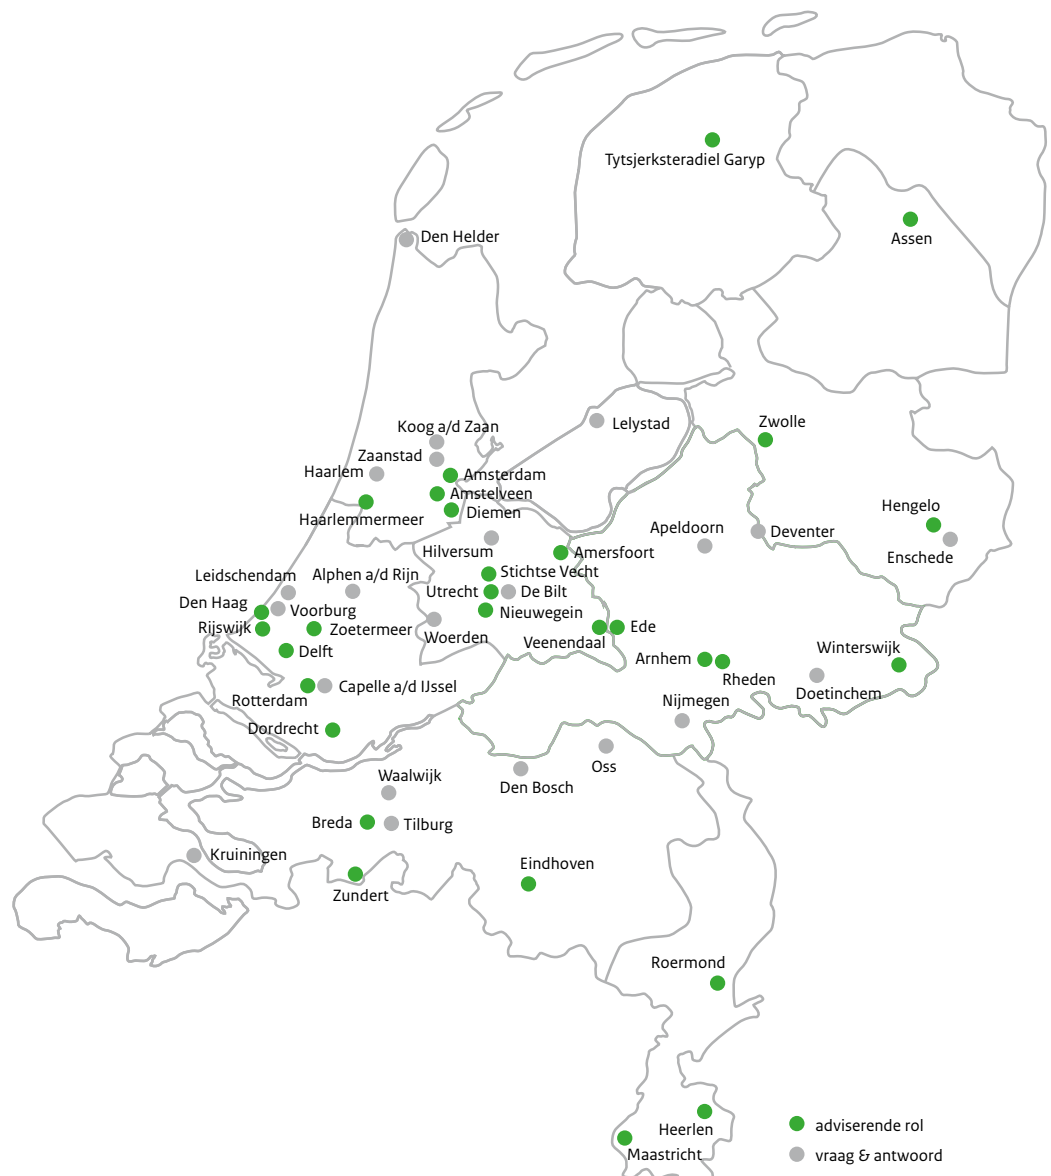 Tytsjerksteradiel Garyp
Assen
Den Helder
Koog a/d Zaan
Zwolle
Lelystad
Zaanstad
Haarlem
Amsterdam
Amstelveen
Diemen
Haarlemmermeer
Hengelo
Apeldoorn
Deventer
Hilversum
Amersfoort
Enschede
Stichtse Vecht
Leidschendam
Alphen a/d Rijn
Utrecht
De Bilt
Den Haag
Voorburg
Nieuwegein
Rijswijk
Zoetermeer
Woerden
Veenendaal
Ede
Winterswijk
Delft
Arnhem
Rheden
Doetinchem
Capelle a/d IJssel
Rotterdam
Nijmegen
Dordrecht
Oss
Waalwijk
Den Bosch
Breda
Tilburg
Kruiningen
Eindhoven
Zundert
Roermond
Heerlen
Maastricht
adviserende rol
vraag & antwoord